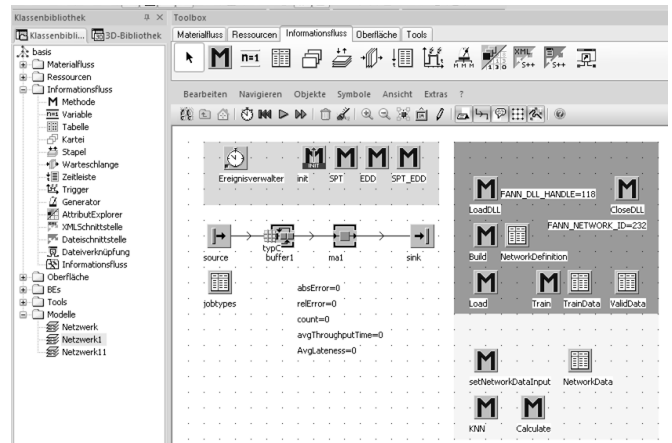 Klassenbibliothek
Toolbox
Klassenbibli...
3D-Bibliothek
Materialfluss Ressourcen Informationsfluss Oberfläche Tools
basis
Materialfluss
Ressourcen
Informationsfluss
Methode
Variable
Tabelle
Kartei
Stapel
Warteschlange
Zeitleiste
Trigger
Generator
AttributExplorer
XMLSchnittstelle
Dateischnittstelle
Dateiverknüpfung
Informationsfluss
Oberfläche
BEs
Tools
Modelle
Netzwerk
Netzwerk1
Netzwerk11
M n=1 XML S++ S++
Bearbeiten Navigieren Objekte Symbole Ansicht Extras ?
Ereignisverwalter init SPT EDD SPT_EDD
source typC buffer1 ma1 sink
jobtypes
absError=0
relError=0
count=0
avgThroughputTime=0
AvgLateness=0
FANN_DLL_HANDLE=118
LoadDLL CloseDLL
FANN_NETWORK_ID=232
Build NetworkDefinition
Load Train TrainData ValidData
setNetworkDataInput NetworkData
KNN Calculate